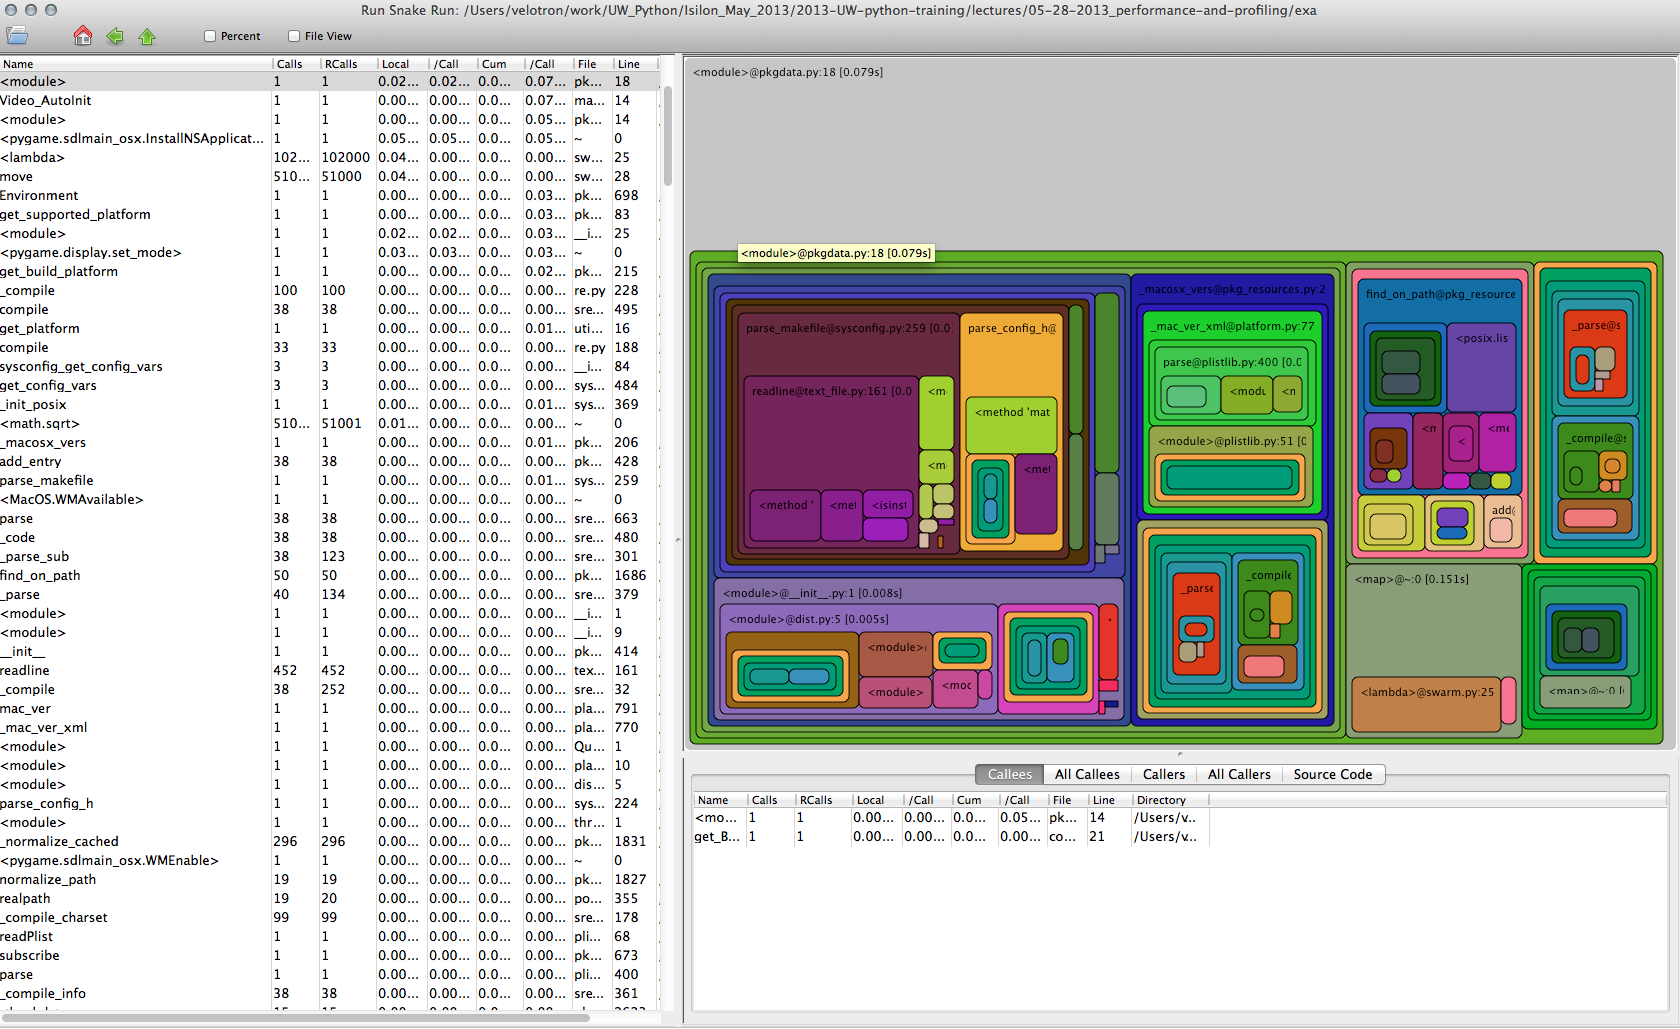 Run Snake Run: /Users/velotron/work/UW_Python/Isilon_May_2013/2013-UW-python-training/lectures/05-28-2013_performance-and-profiling/exa
Percent File View
Name Calls RCalls Local /Call Cum /Call File Line
<module> 1 1 0.02... 0.02... 0.0... 0.07... pk... 18
Video_AutoInit 1 1 0.00... 0.00... 0.0... 0.07... ma... 14
<module> 1 1 0.00... 0.00... 0.0... 0.05... pk... 14
<pygame.sdlmain_osx.InstallNSApplicat... 1 1 0.05... 0.05... 0.0... 0.05... ~ 0
<lambda> 102... 102000 0.04... 0.00... 0.0... 0.00... sw... 25
move 510... 51000 0.04... 0.00... 0.0... 0.00... sw... 28
Environment 1 1 0.00... 0.00... 0.0... 0.03... pk... 698
get_supported_platform 1 1 0.00... 0.00... 0.0... 0.03... pk... 83
<module> 1 1 0.02... 0.02... 0.0... 0.03... __i... 25
<pygame.display.set_mode> 1 1 0.03... 0.03... 0.0... 0.03... ~ 0
get_build_platform 1 1 0.00... 0.00... 0.0... 0.02... pk... 215
_compile 100 100 0.00... 0.00... 0.0... 0.00... re.py 228
compile 38 38 0.00... 0.00... 0.0... 0.00... sre... 495
get_platform 1 1 0.00... 0.00... 0.0... 0.01... uti... 16
compile 33 33 0.00... 0.00... 0.0... 0.00... re.py 188
sysconfig_get_config_vars 3 3 0.00... 0.00... 0.0... 0.00... __i... 84
get_config_vars 3 3 0.00... 0.00... 0.0... 0.00... sys... 484
_init_posix 1 1 0.00... 0.00... 0.0... 0.01... sys... 369
<math.sqrt> 510... 51001 0.01... 0.00... 0.0... 0.00... ~ 0
_macosx_vers 1 1 0.00... 0.00... 0.0... 0.01... pk... 206
add_entry 38 38 0.00... 0.00... 0.0... 0.00... pk... 428
parse_makefile 1 1 0.00... 0.00... 0.0... 0.01... sys... 259
<MacOS.WMAvailable> 1 1 0.00... 0.00... 0.0... 0.00... ~ 0
parse 38 38 0.00... 0.00... 0.0... 0.00... sre... 663
_code 38 38 0.00... 0.00... 0.0... 0.00... sre... 480
_parse_sub 38 123 0.00... 0.00... 0.0... 0.00... sre... 301
find_on_path 50 50 0.00... 0.00... 0.0... 0.00... pk... 1686
_parse 40 134 0.00... 0.00... 0.0... 0.00... sre... 379
<module> 1 1 0.00... 0.00... 0.0... 0.00... __i... 1
<module> 1 1 0.00... 0.00... 0.0... 0.00... __i... 9
__init__ 1 1 0.00... 0.00... 0.0... 0.00... pk... 414
readline 452 452 0.00... 0.00... 0.0... 0.00... tex... 161
_compile 38 252 0.00... 0.00... 0.0... 0.00... sre... 32
mac_ver 1 1 0.00... 0.00... 0.0... 0.00... pla... 791
_mac_ver_xml 1 1 0.00... 0.00... 0.0... 0.00... pla... 770
<module> 1 1 0.00... 0.00... 0.0... 0.00... Qu... 1
<module> 1 1 0.00... 0.00... 0.0... 0.00... pla... 10
<module> 1 1 0.00... 0.00... 0.0... 0.00... dis... 5
parse_config_h 1 1 0.00... 0.00... 0.0... 0.00... sys... 224
<module> 1 1 0.00... 0.00... 0.0... 0.00... thr... 1
_normalize_cached 296 296 0.00... 0.00... 0.0... 0.00... pk... 1831
<pygame.sdlmain_osx.WMEnable> 1 1 0.00... 0.00... 0.0... 0.00... ~ 0
normalize_path 19 19 0.00... 0.00... 0.0... 0.00... pk... 1827
realpath 19 20 0.00... 0.00... 0.0... 0.00... po... 355
_compile_charset 99 99 0.00... 0.00... 0.0... 0.00... sre... 178
readPlist 1 1 0.00... 0.00... 0.0... 0.00... pli... 68
subscribe 1 1 0.00... 0.00... 0.0... 0.00... pk... 673
parse 1 1 0.00... 0.00... 0.0... 0.00... pli... 400
_compile_info 38 38 0.00... 0.00... 0.0... 0.00... sre... 361
<module>@pkgdata.py:18 [0.079s]
<module>@pkgdata.py:18 [0.079s]
parse_makefile@sysconfig.py:259 [0.0
parse_config_h@
readline@text_file.py:161 [0.0
<m
<m
<method '
<met
<isinst
<method 'mat
<met
_macosx_vers@pkg_resources.py:2
_mac_ver_xml@platform.py:77
parse@plistlib.py:400 [0.0
<modu
<n
<module>@plistlib.py:51 [0
_parse
_compile
find_on_path@pkg_resource
<posix.lis
<m
<
<me
add@
_parse@s
_compile@s
<module>@__init__.py:1 [0.008s]
<module>@dist.py:5 [0.005s]
<module>
<module>
<moc
<map>@~:0 [0.151s]
<lambda>@swarm.py:25
<map>@~:0 [
Callees All Callees Callers All Callers Source Code
Name Calls RCalls Local /Call Cum /Call File Line Directory
<mo... 1 1 0.00... 0.00... 0.0... 0.05... pk... 14 /Users/v...
get_B... 1 1 0.00... 0.00... 0.0... 0.00... co... 21 /Users/v...